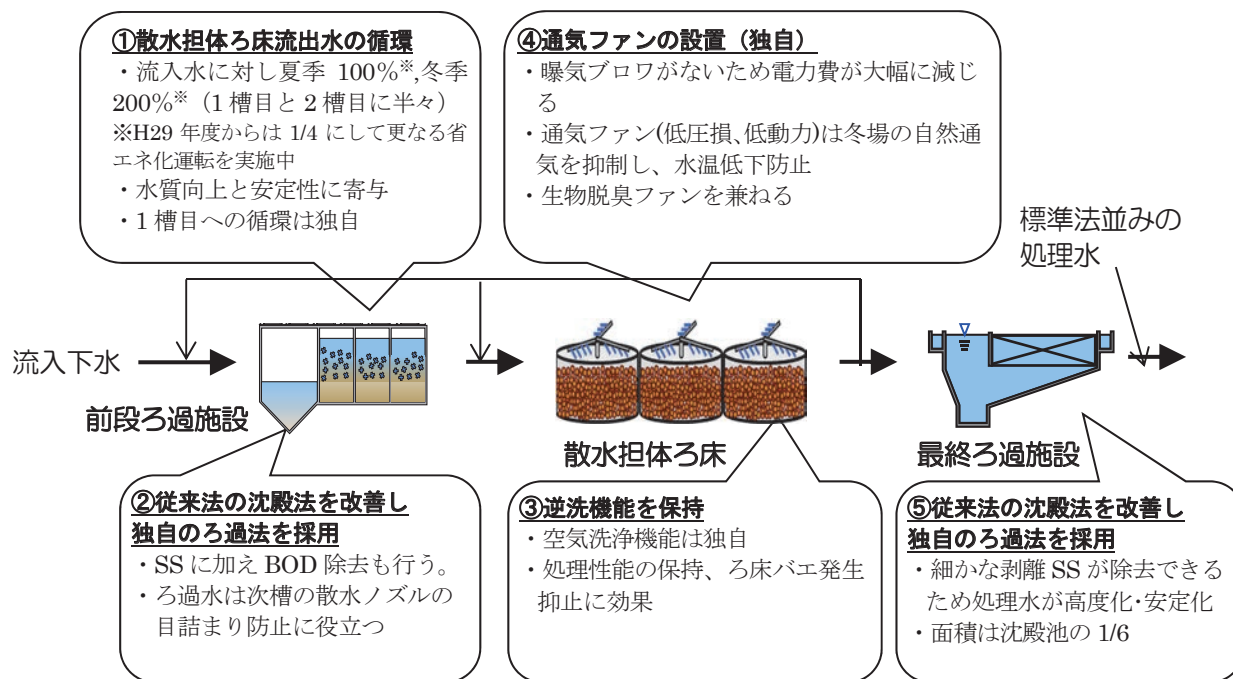 ①散水担体ろ床流出水の循環
・流入水に対し夏季 100%※,冬季
200%※（1 槽目と 2 槽目に半々）
※H29 年度からは 1/4 にして更なる省
エネ化運転を実施中
・水質向上と安定性に寄与
・1 槽目への循環は独自
④通気ファンの設置（独自）
・曝気ブロワがないため電力費が大幅に減じ
る
・通気ファン(低圧損、低動力)は冬場の自然通
気を抑制し、水温低下防止
・生物脱臭ファンを兼ねる
標準法並みの
処理水
流入下水
前段ろ過施設
散水担体ろ床
最終ろ過施設
②従来法の沈殿法を改善し
独自のろ過法を採用
・SS に加え BOD 除去も行う。
・ろ過水は次槽の散水ノズルの
目詰まり防止に役立つ
③逆洗機能を保持
・空気洗浄機能は独自
・処理性能の保持、ろ床バエ発生
抑止に効果
⑤従来法の沈殿法を改善し
独自のろ過法を採用
・細かな剥離 SS が除去できる
ため処理水が高度化・安定化
・面積は沈殿池の 1/6